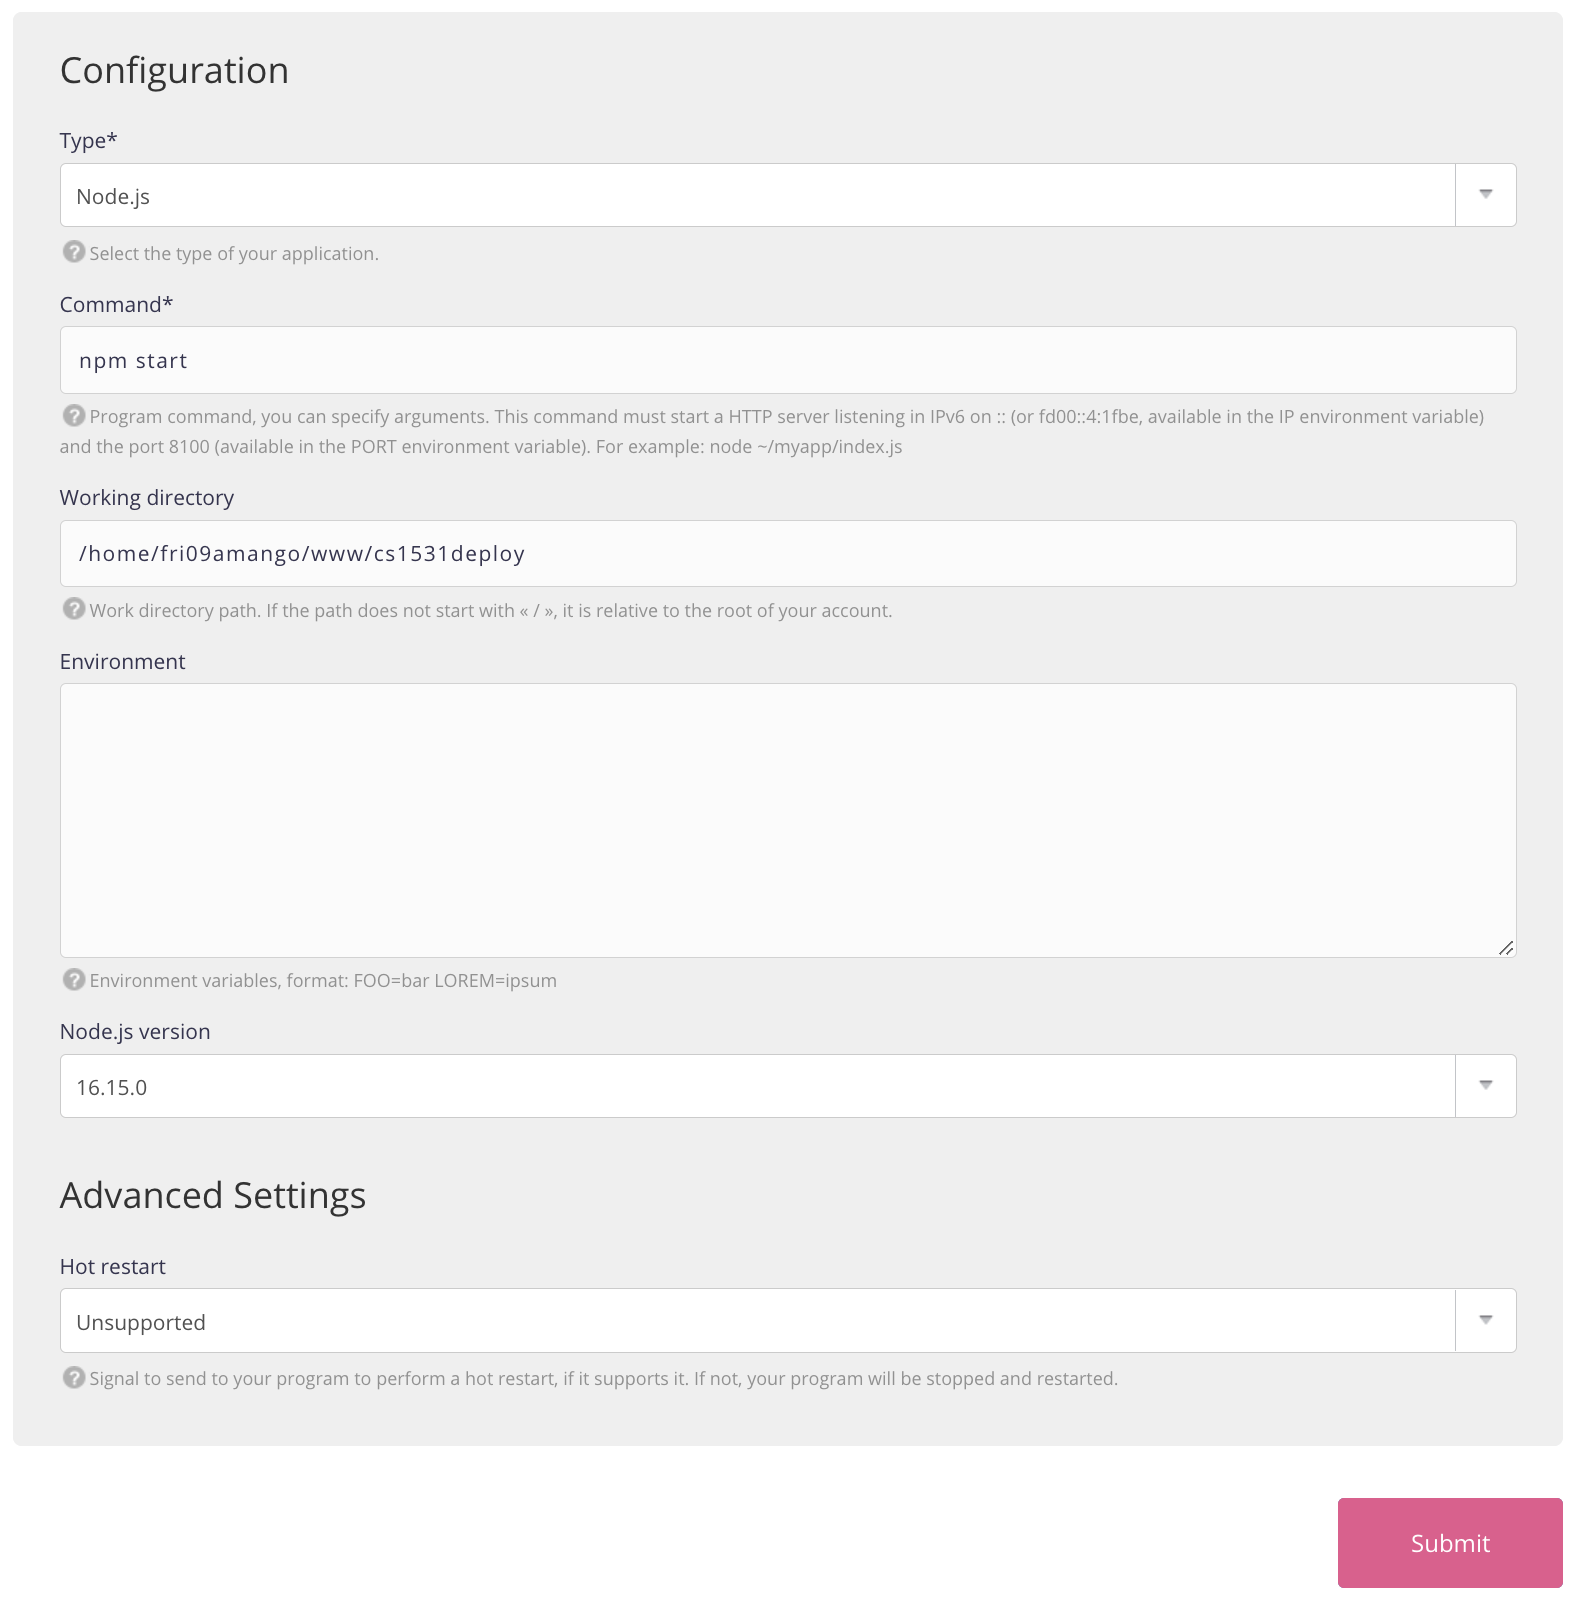 Configuration
Type*
Node.js
? Select the type of your application.
Command*
npm start
? Program command, you can specify arguments. This command must start a HTTP server listening in IPv6 on :: (or fd00::4:1fbe, available in the IP environment variable)
and the port 8100 (available in the PORT environment variable). For example: node ~/myapp/index.js
Working directory
/home/fri09amango/www/cs1531deploy
? Work directory path. If the path does not start with « / », it is relative to the root of your account.
Environment
? Environment variables, format: FOO=bar LOREM=ipsum
Node.js version
16.15.0
Advanced Settings
Hot restart
Unsupported
? Signal to send to your program to perform a hot restart, if it supports it. If not, your program will be stopped and restarted.
Submit